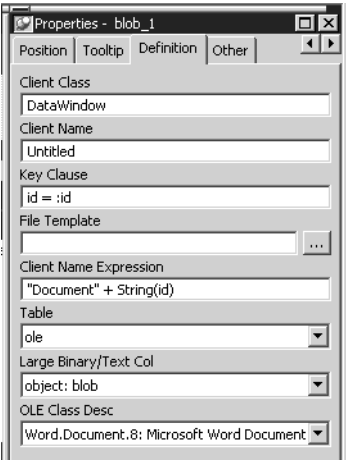 Properties - blob_1
Position Tooltip Definition Other
Client Class
DataWindow
Client Name
Untitled
Key Clause
id = :id
File Template
...
Client Name Expression
"Document" + String(id)
Table
ole
Large Binary/Text Col
object: blob
OLE Class Desc
Word.Document.8: Microsoft Word Document